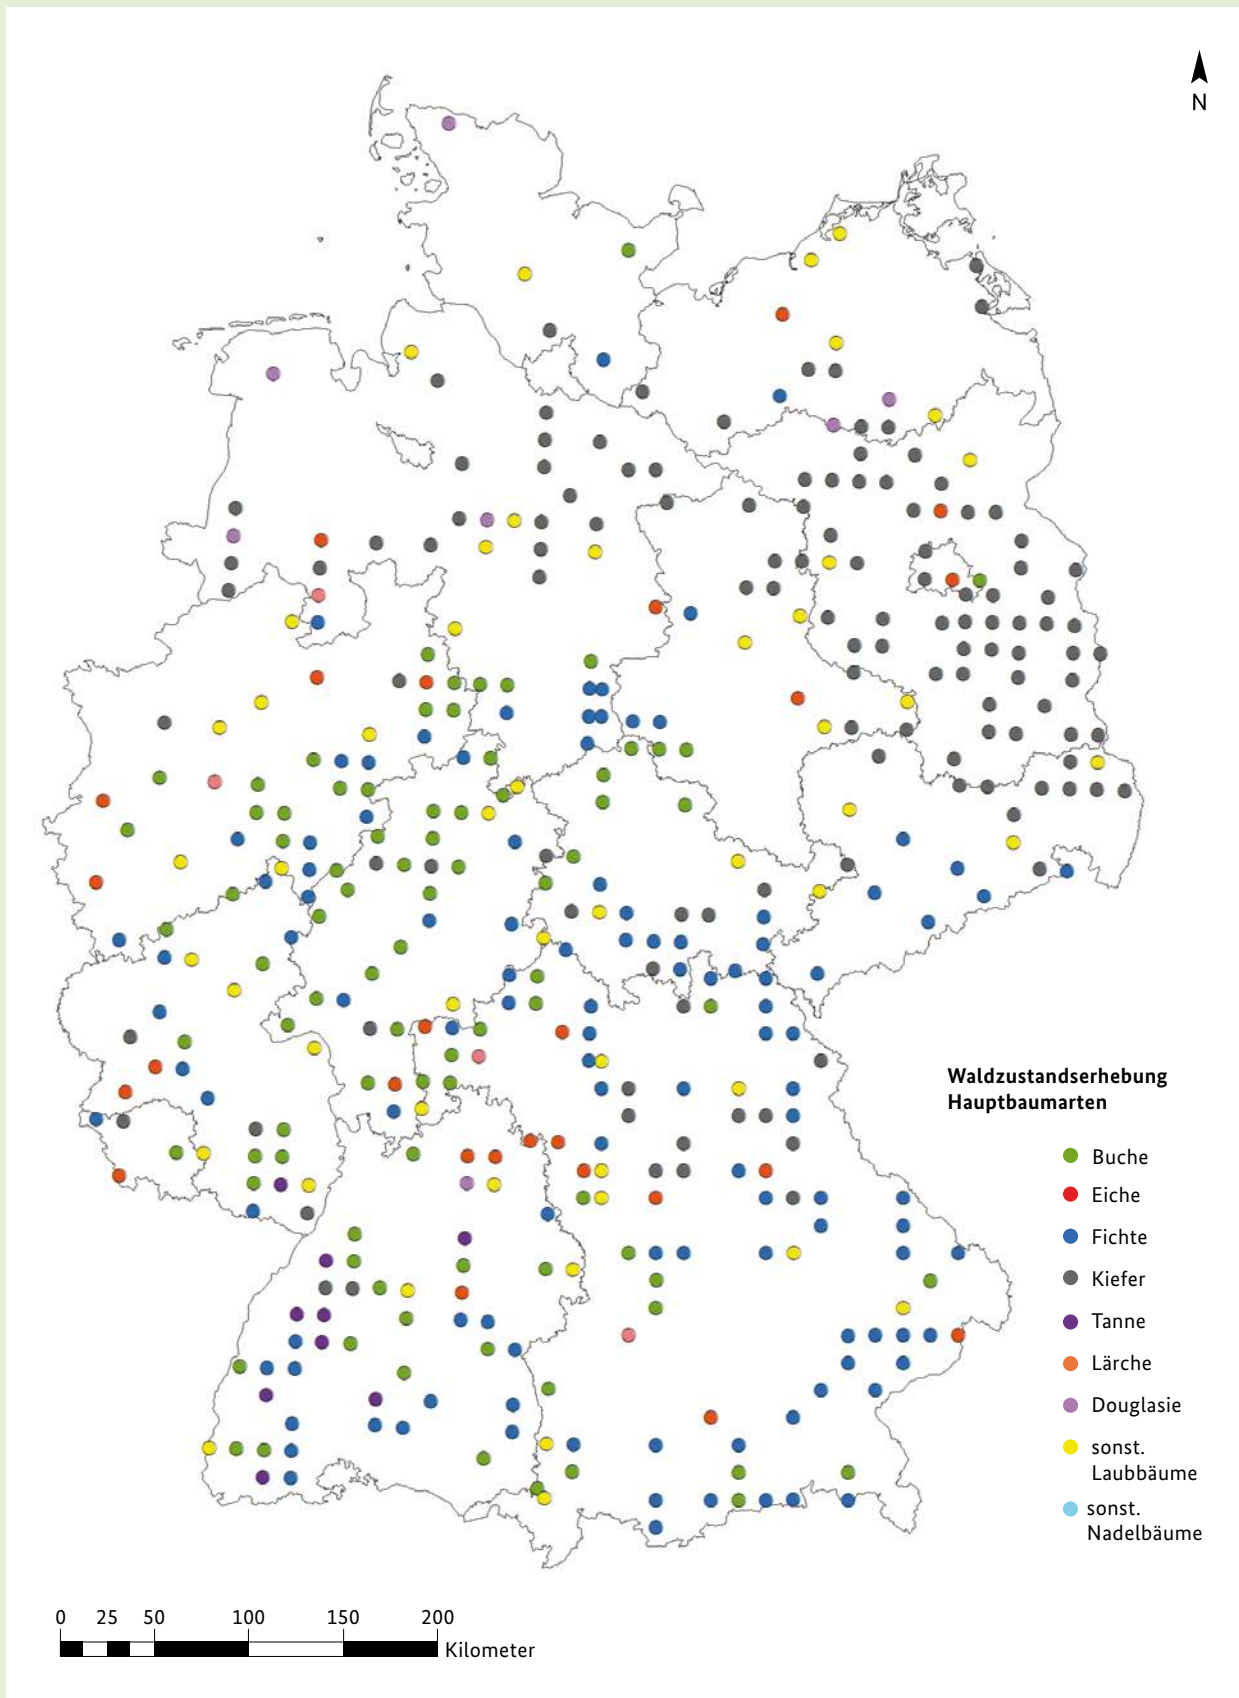 N
Waldzustandserhebung
Hauptbaumarten
Buche
Eiche
Fichte
Kiefer
Tanne
Lärche
Douglasie
sonst.
Laubbäume
sonst.
Nadelbäume
0 25 50 100 150 200
Kilometer